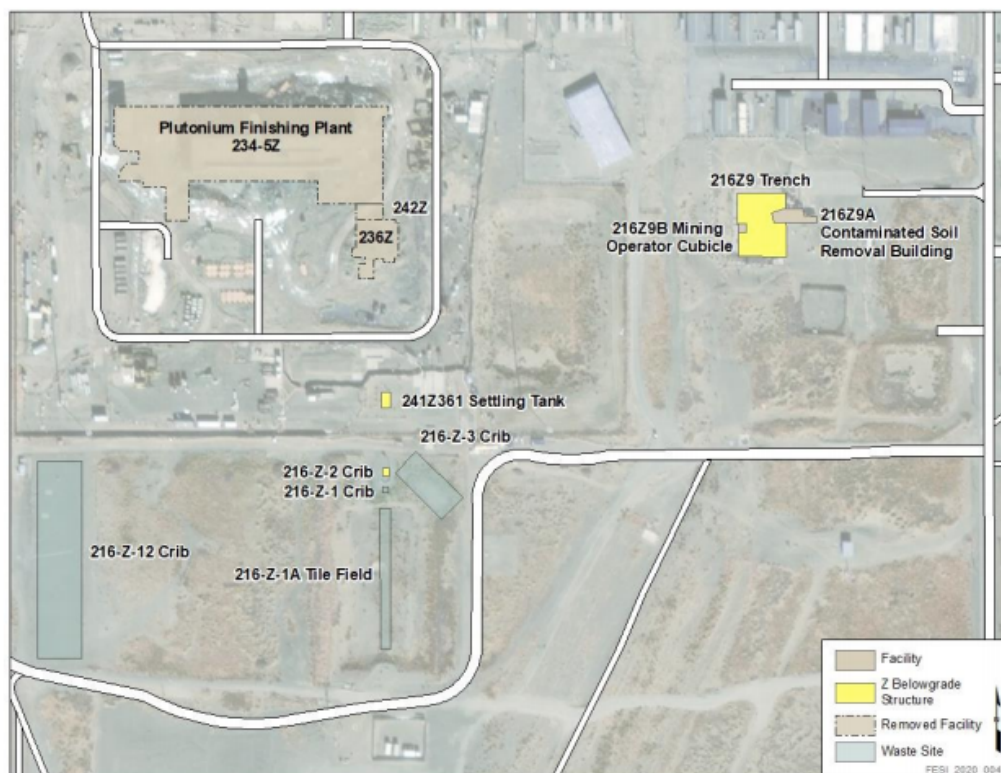 Plutonium Finishing Plant
234-5Z
242Z
236Z
216Z9 Trench
216Z9B Mining
Operator Cubicle
216Z9A
Contaminated Soil
Removal Building
241Z361 Settling Tank
216-Z-3 Crib
216-Z-2 Crib
216-Z-1 Crib
216-Z-12 Crib
216-Z-1A Tile Field
Facility
Z Belowgrade
Structure
Removed Facility
Waste Site
FESI_2020_004